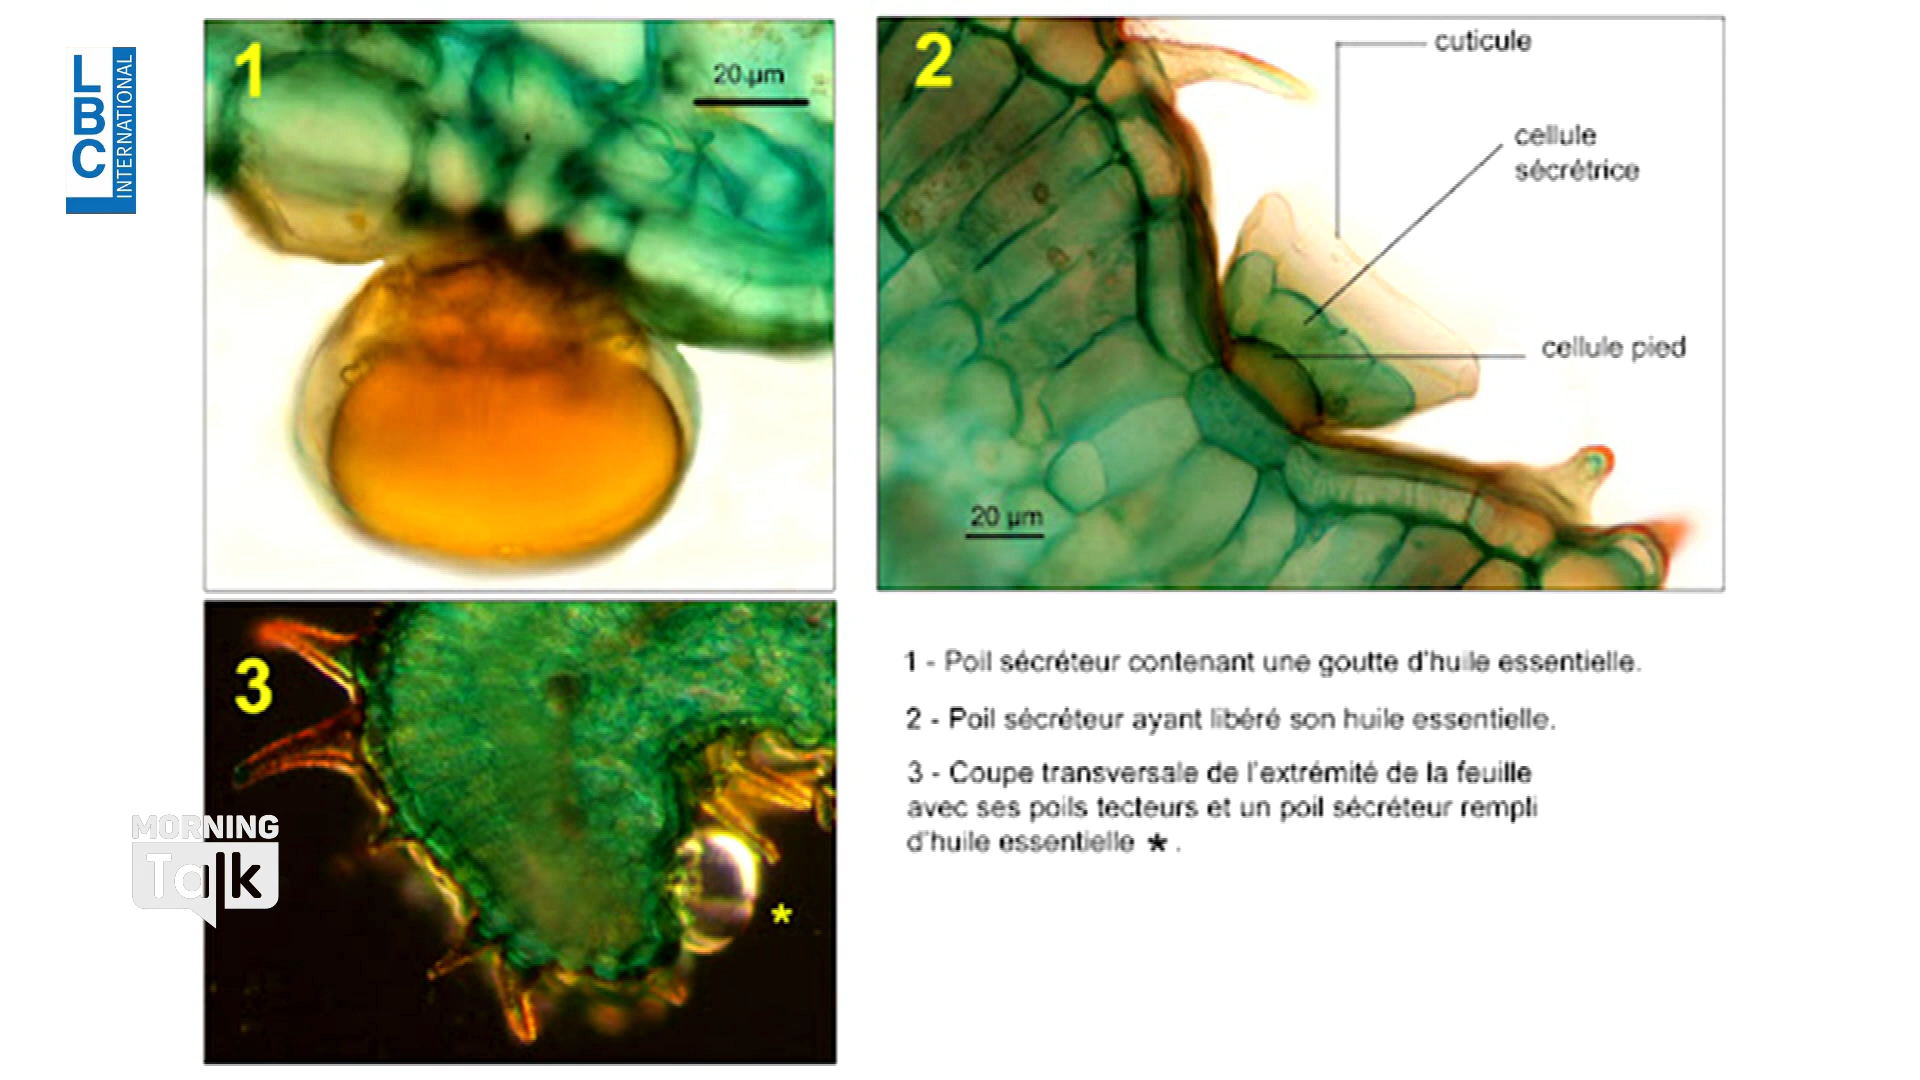 LBC
INTERNATIONAL
1
20 µm
2
cuticule
cellule
sécrétrice
cellule pied
20 µm
3
*
MORNING
Talk
1 - Poil sécréteur contenant une goutte d'huile essentielle.
2 - Poil sécréteur ayant libéré son huile essentielle.
3 - Coupe transversale de l'extrémité de la feuille
avec ses poils tecteurs et un poil sécréteur rempli
d'huile essentielle * .